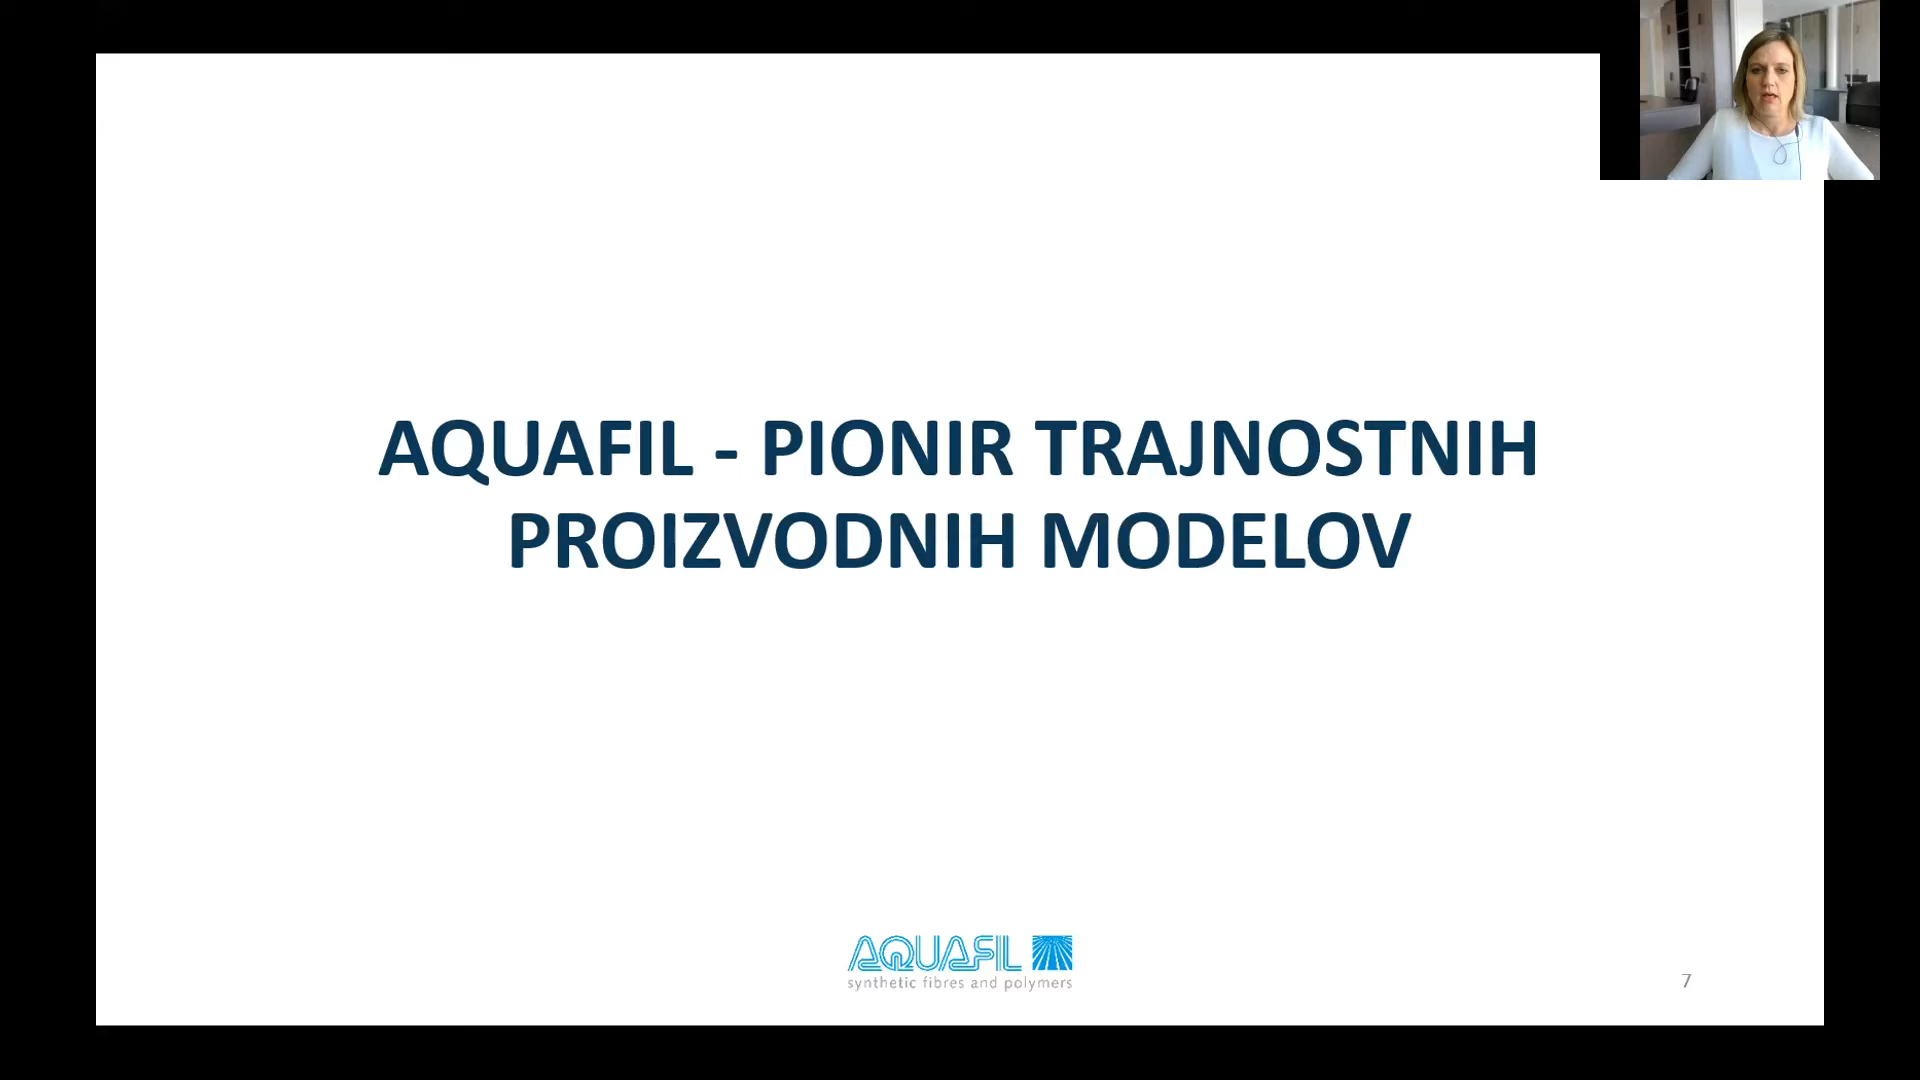 AQUAFIL - PIONIR TRAJNOSTNIH
PROIZVODNIH MODELOV
AQUAFIL
synthetic fibres and polymers
7